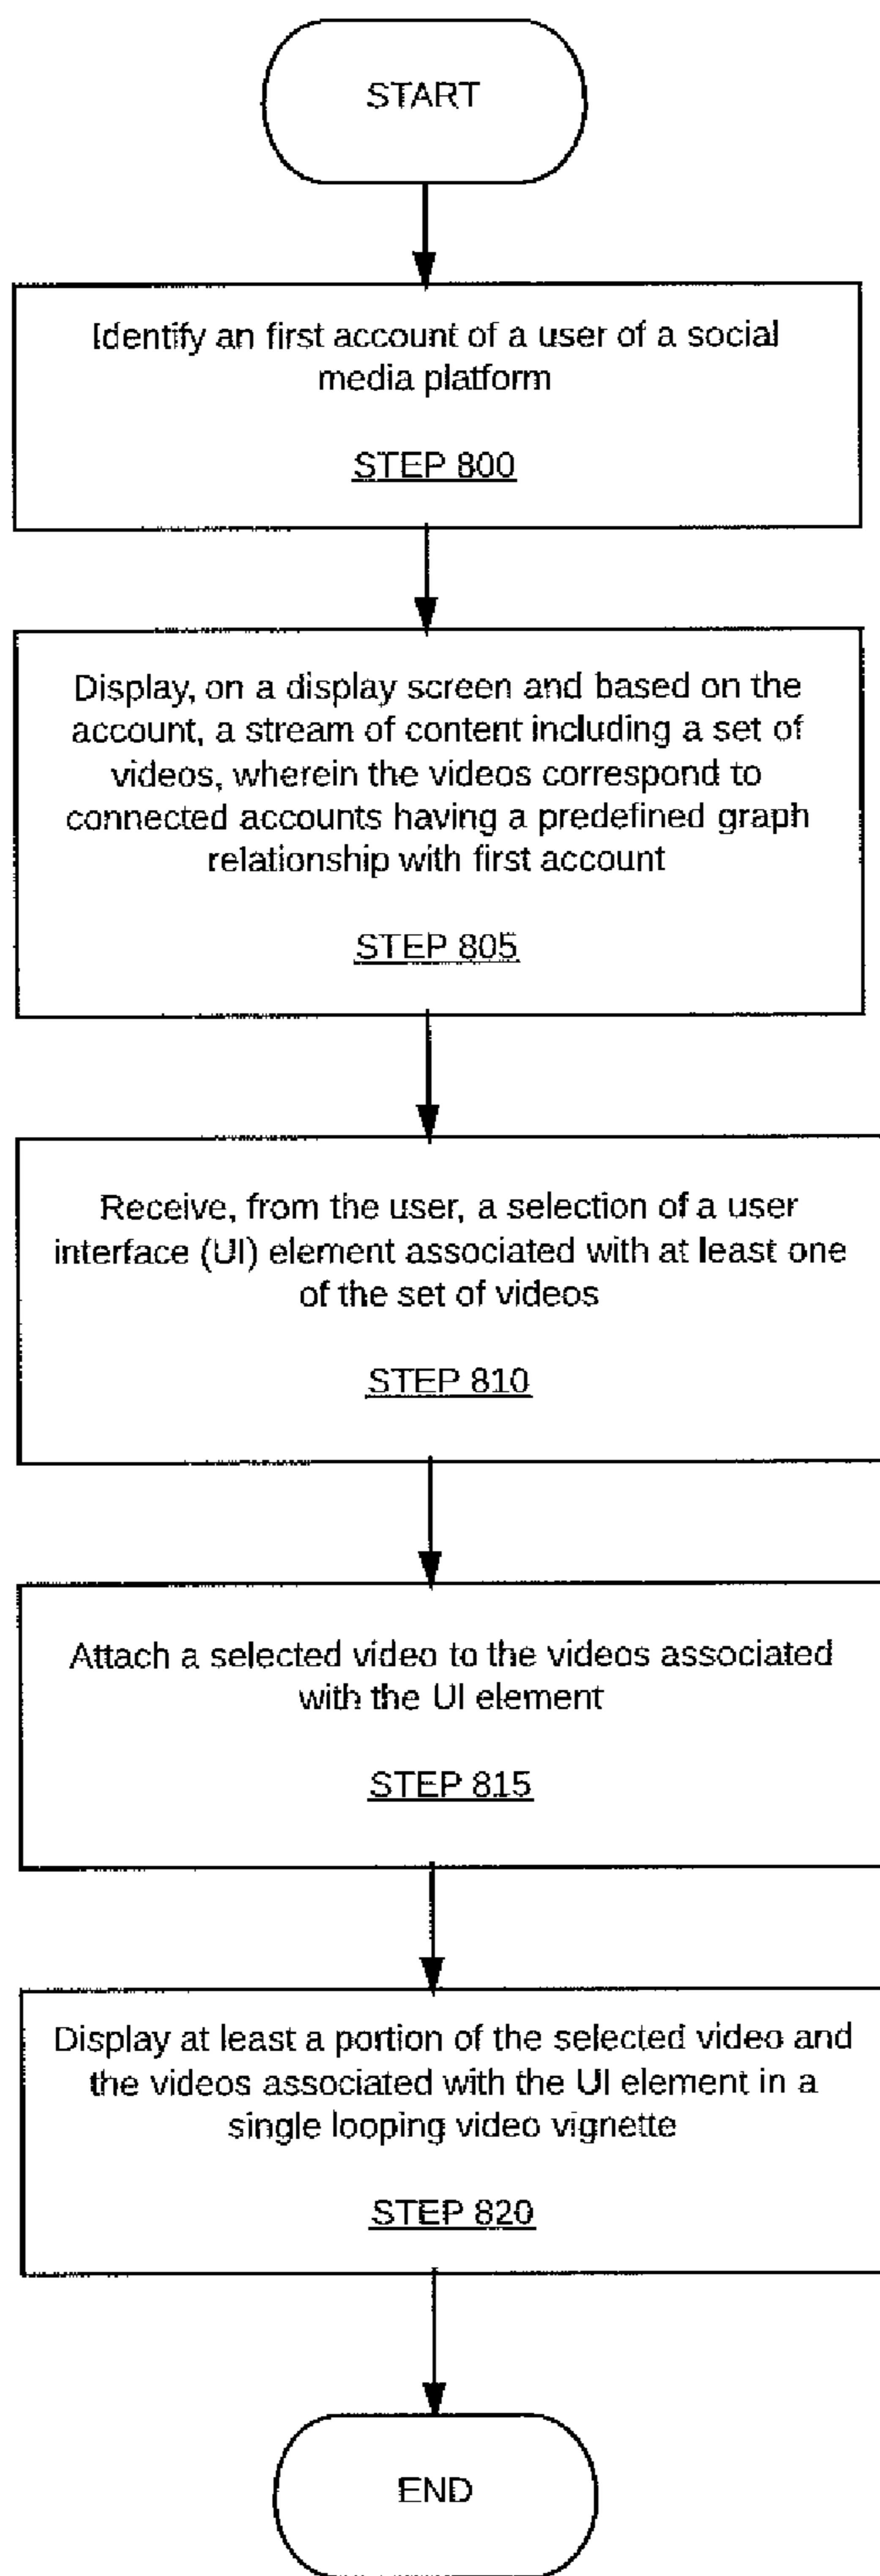 START
Identify an first account of a user of a social
media platform
STEP 800
Display, on a display screen and based on the
account, a stream of content including a set of
videos, wherein the videos correspond to
connected accounts having a predefined graph
relationship with first account
STEP 805
Receive, from the user, a selection of a user
interface (UI) element associated with at least one
of the set of videos
STEP 810
Attach a selected video to the videos associated
with the UI element
STEP 815
Display at least a portion of the selected video and
the videos associated with the UI element in a
single looping video vignette
STEP 820
END